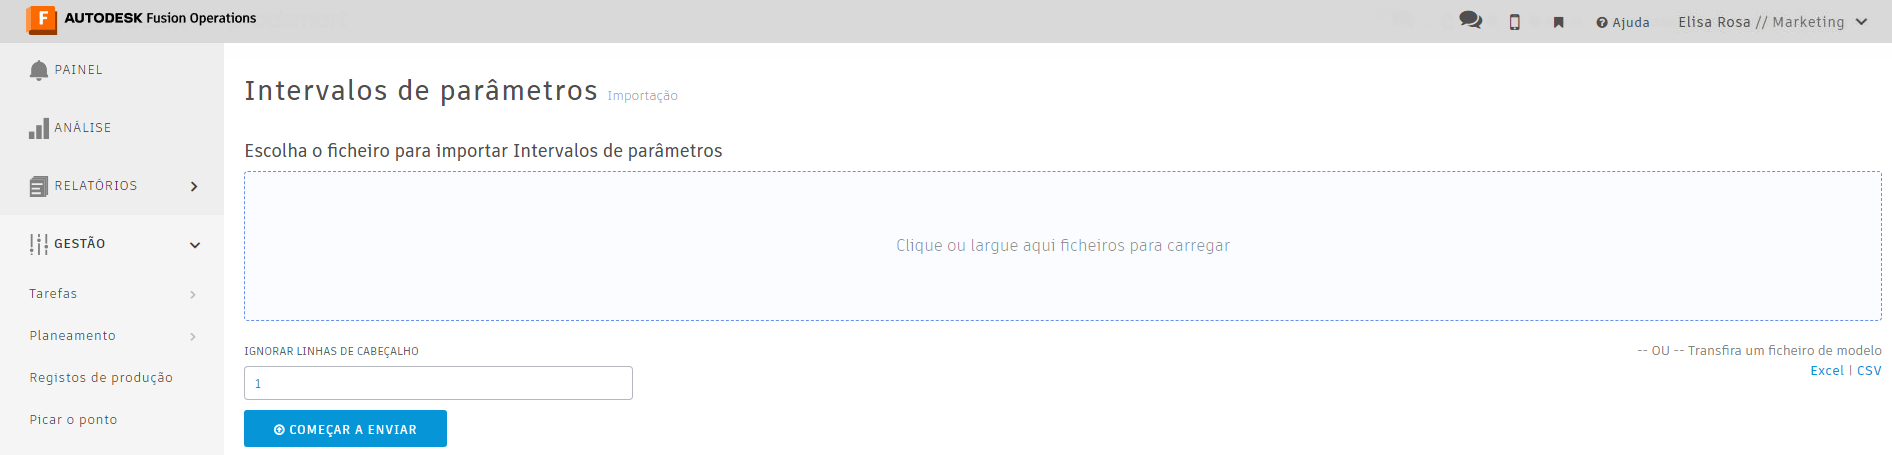 F AUTODESK Fusion Operations
Ajuda
Elisa Rosa // Marketing
PAINEL
ANÁLISE
RELATÓRIOS
GESTÃO
Tarefas
Planeamento
Registos de produção
Picar o ponto
Intervalos de parâmetros Importação
Escolha o ficheiro para importar Intervalos de parâmetros
Clique ou largue aqui ficheiros para carregar
IGNORAR LINHAS DE CABEÇALHO
1
COMEÇAR A ENVIAR
-- OU -- Transfira um ficheiro de modelo
Excel | CSV